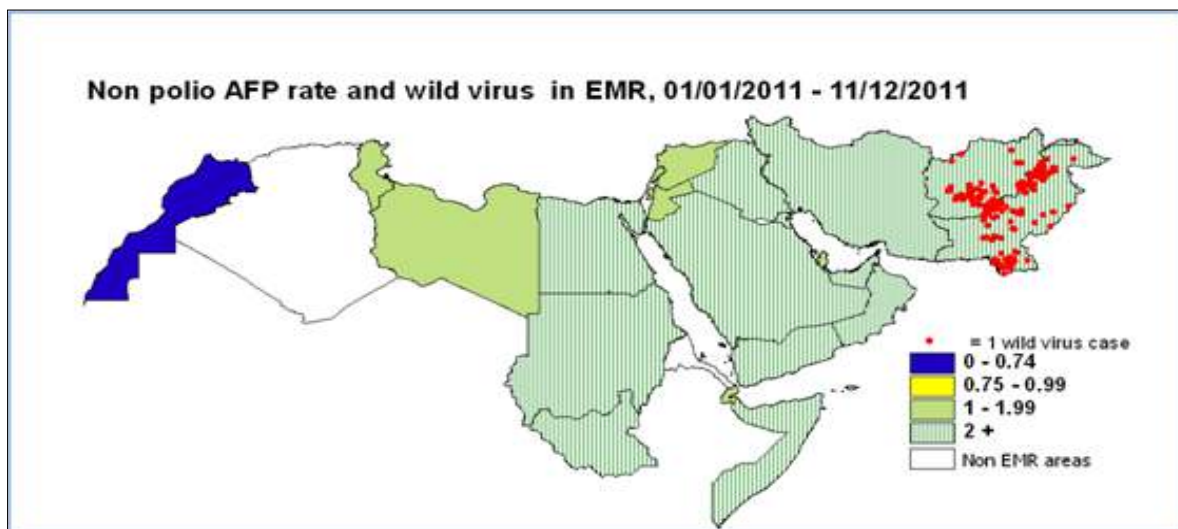 Non polio AFP rate and wild virus in EMR, 01/01/2011 - 11/12/2011
= 1 wild virus case
0 - 0.74
0.75 - 0.99
1 - 1.99
2 +
Non EMR areas